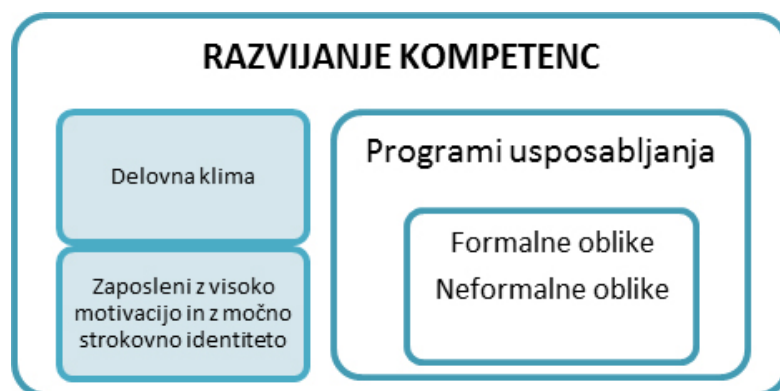 RAZVIJANJE KOMPETENC
Delovna klima
Zaposleni z visoko
motivacijo in z močno
strokovno identiteto
Programi usposabljanja
Formalne oblike
Neformalne oblike